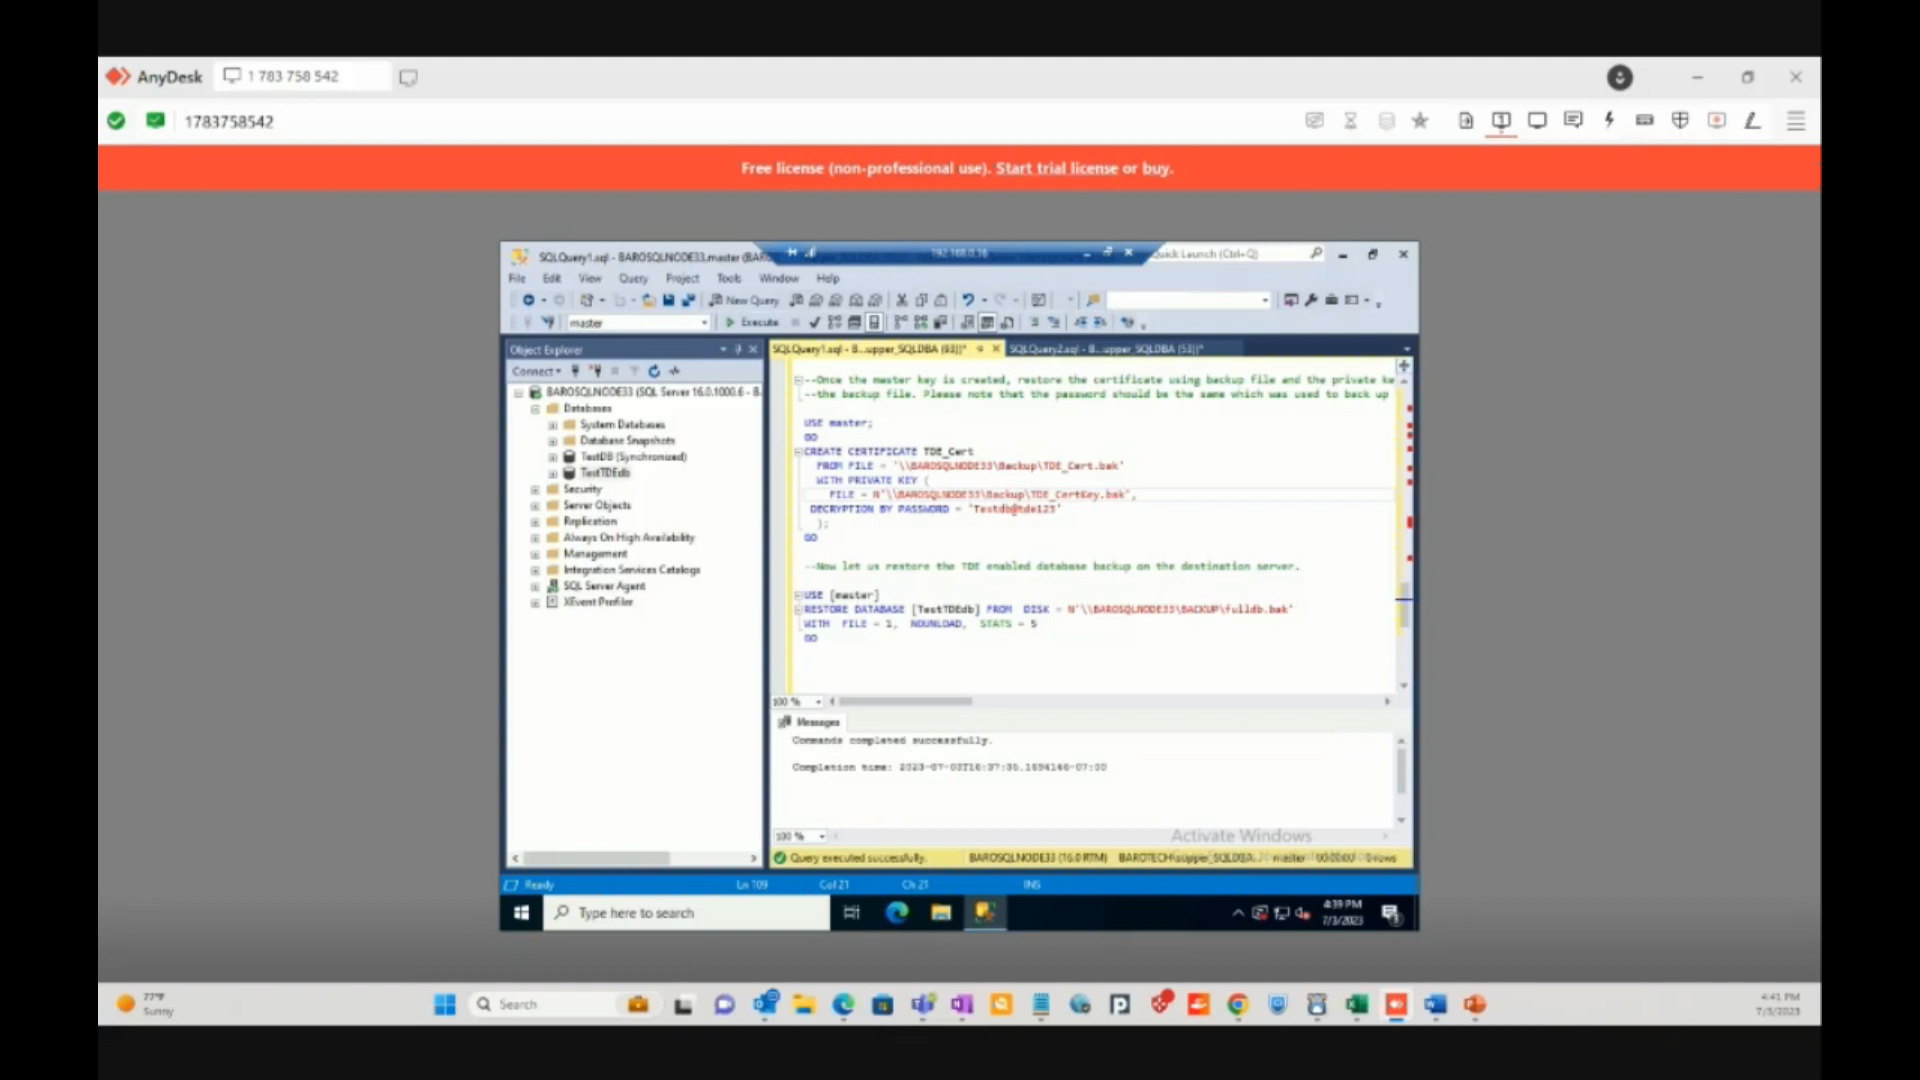 AnyDesk
1 783 758 542
1783758542
Free license (non-professional use). Start trial license or buy.
SQLQuery1.sql - BAROSQLNODE33.master (BARO
192.168.0.36
Quick Launch (Ctrl+Q)
File Edit View Query Project Tools Window Help
New Query
master
Execute
Object Explorer
SQLQuery1.sql - B...upper_SQLDBA (93))*
SQLQuery2.sql - B...upper_SQLDBA (53))*
Connect
BAROSQLNODE33 (SQL Server 16.0.1000.6 - B
Databases
System Databases
Database Snapshots
TestDB (Synchronized)
TestTDEdb
Security
Server Objects
Replication
Always On High Availability
Management
Integration Services Catalogs
SQL Server Agent
XEvent Profiler
--Once the master key is created, restore the certificate using backup file and the private ke
--the backup file. Please note that the password should be the same which was used to back up
USE master;
GO
CREATE CERTIFICATE TDE_Cert
FROM FILE = '\\BAROSQLNODE33\Backup\TDE_Cert.bak'
WITH PRIVATE KEY (
FILE = N'\\BAROSQLNODE33\Backup\TDE_CertKey.bak',
DECRYPTION BY PASSWORD = 'Testdb@tde123'
);
GO
--Now let us restore the TDE enabled database backup on the destination server.
USE [master]
RESTORE DATABASE [TestTDEdb] FROM DISK = N'\\BAROSQLNODE33\BACKUP\fulldb.bak'
WITH FILE = 1, NOUNLOAD, STATS = 5
GO
100 %
Messages
Commands completed successfully.
Completion time:
100 %
Activate Windows
Query executed successfully.
BAROSQLNODE33 (16.0 RTM)
BAROTECH\supper_SQLDBA...
master
00:00:00
0 rows
Ready
Ln 109
Col 21
Ch 21
INS
Type here to search
4:39 PM
7/3/2023
77°F
Sunny
Search
4:41 PM
7/3/2023